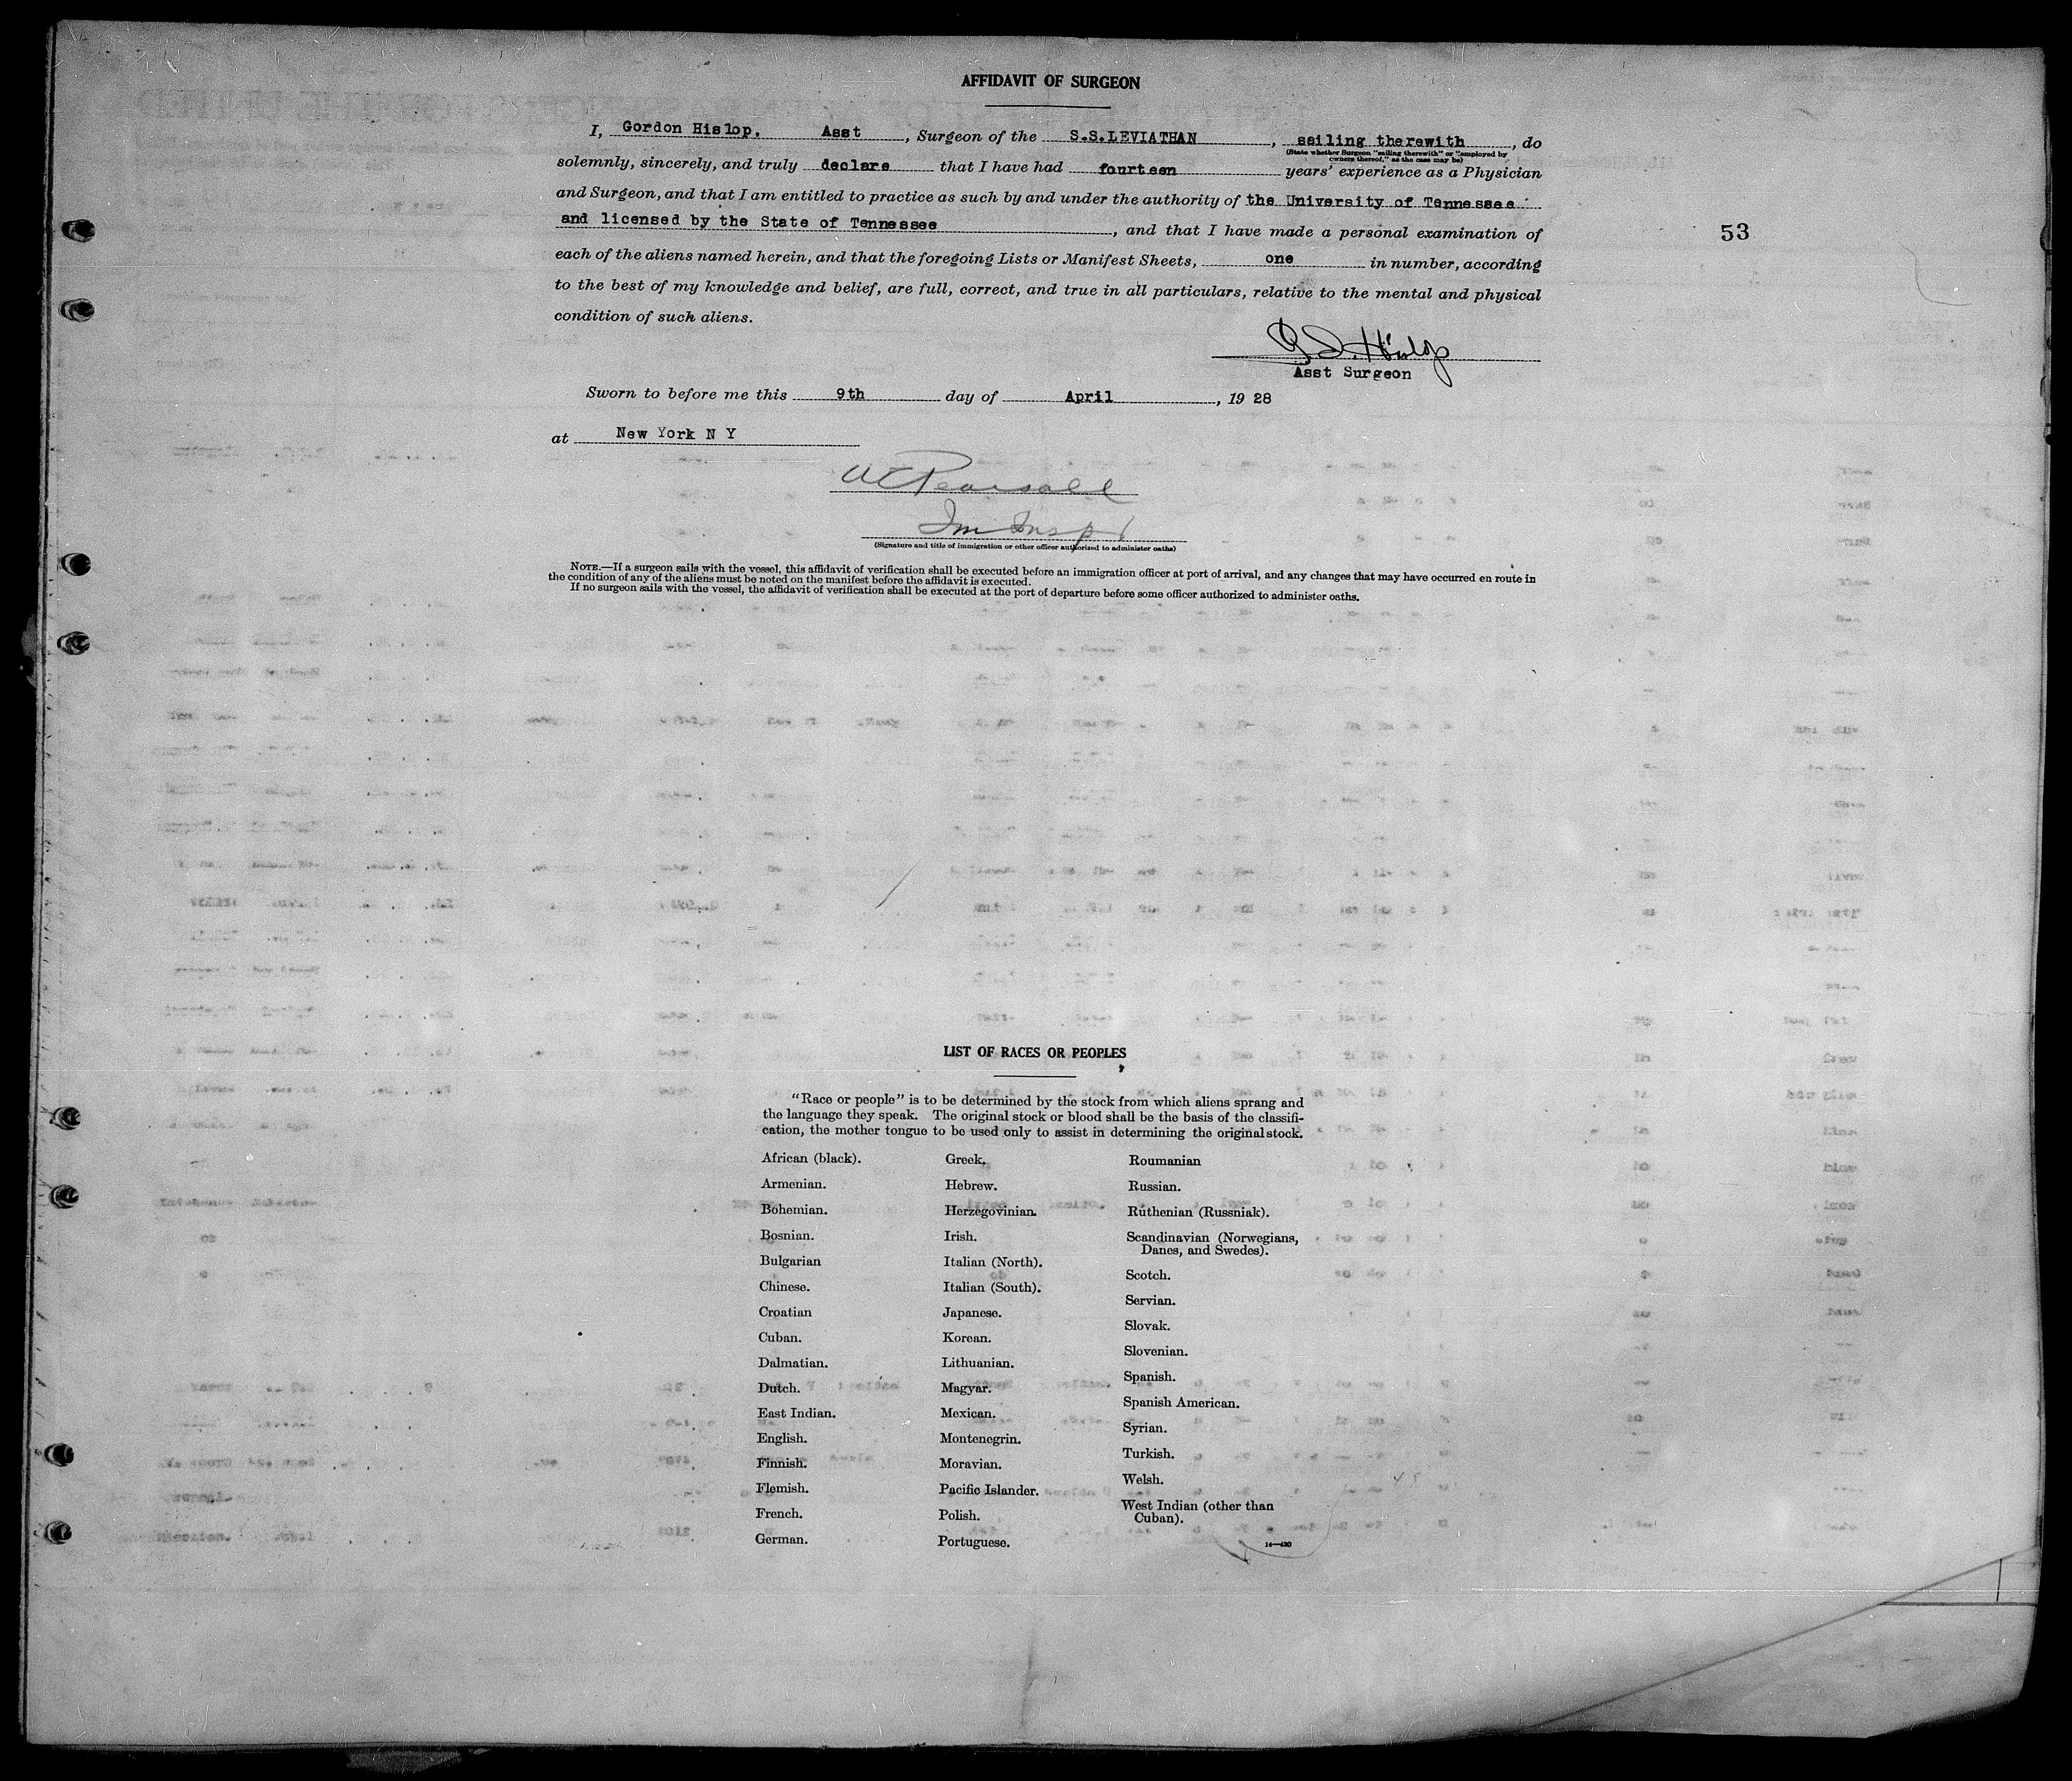 AFFIDAVIT OF SURGEON
I, Gordon Hislop, Asst, Surgeon of the S.S.LEVIATHAN, sailing therewith, do
(State whether Surgeon "sailing therewith" or "employed by
owners thereof," as the case may be)
solemnly, sincerely, and truly declare that I have had fourteen years' experience as a Physician
and Surgeon, and that I am entitled to practice as such by and under the authority of the University of Tennessee
and licensed by the State of Tennessee, and that I have made a personal examination of
53
each of the aliens named herein, and that the foregoing Lists or Manifest Sheets, one in number, according
to the best of my knowledge and belief, are full, correct, and true in all particulars, relative to the mental and physical
condition of such aliens.
G. I. Hislop
Asst Surgeon
Sworn to before me this 9th day of April, 19 28
at New York N Y
Pearsall
Im Inspt
(Signature and title of immigration or other officer authorized to administer oaths)
NOTE.—If a surgeon sails with the vessel, this affidavit of verification shall be executed before an immigration officer at port of arrival, and any changes that may have occurred en route in
the condition of any of the aliens must be noted on the manifest before the affidavit is executed.
If no surgeon sails with the vessel, the affidavit of verification shall be executed at the port of departure before some officer authorized to administer oaths.
LIST OF RACES OR PEOPLES
"Race or people" is to be determined by the stock from which aliens sprang and
the language they speak. The original stock or blood shall be the basis of the classifi-
cation, the mother tongue to be used only to assist in determining the original stock.
African (black).
Armenian.
Bohemian.
Bosnian.
Bulgarian
Chinese.
Croatian
Cuban.
Dalmatian.
Dutch.
East Indian.
English.
Finnish.
Flemish.
French.
German.
Greek.
Hebrew.
Herzegovinian.
Irish.
Italian (North).
Italian (South).
Japanese.
Korean.
Lithuanian.
Magyar.
Mexican.
Montenegrin.
Moravian.
Pacific Islander.
Polish.
Portuguese.
Roumanian
Russian.
Ruthenian (Russniak).
Scandinavian (Norwegians,
Danes, and Swedes).
Scotch.
Servian.
Slovak.
Slovenian.
Spanish.
Spanish American.
Syrian.
Turkish.
Welsh.
West Indian (other than
Cuban).
14—430